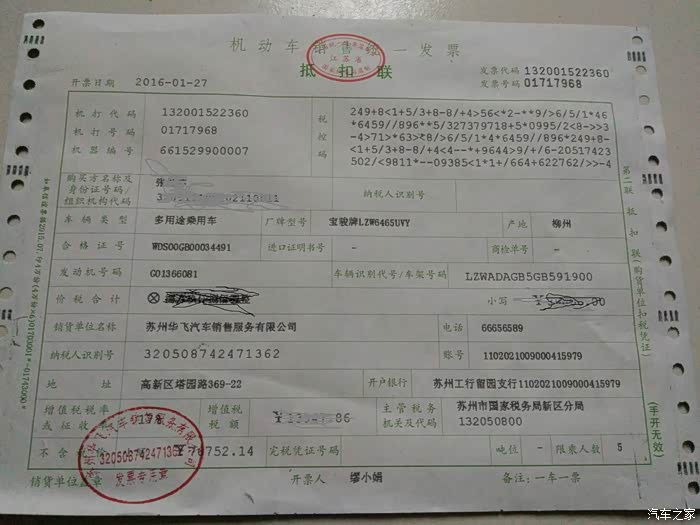 机动车销售统一发票
抵扣联
开票日期 2016-01-27
江苏省
发票代码 132001522360
发票号码 01717968
机打代码 132001522360
机打号码 01717968
机器编号 661529900007
税控码
249+8<1+5/3+8-8/+4>56<*2-**9/>6/5/1*46
*6459//896**5/327379718+5*0995/2<8->>3
-4>71>*63>>8/>6/5/1*4*6459//896*249+8-
<1+5/3+8-8/+4<4--*+9644>9/+/6-20517423
502/<9811*--09385<1*1+/664+622762/>>-4
购买方名称及身份证号码/组织机构代码 张
纳税人识别号
车辆类型 多用途乘用车 厂牌型号 宝骏牌LZW6465UVY 产地 柳州
合格证号 WDS00GB00034491 进口证明书号 - 商检单号 -
发动机号码 G01366081 车辆识别代号/车架号码 LZWADAGB5GB591900
价税合计 ⊗ 小写
销货单位名称 苏州华飞汽车销售服务有限公司 电话 66656589
纳税人识别号 320508742471362 账号 1102021009000415979
地址 高新区塔园路369-22 开户银行 苏州工行留园支行1102021009000415979
增值税税率或征收率 17% 增值税税额 主管税务机关及代码 苏州市国家税务局新区分局
132050800
不含税价 ¥78752.14 完税凭证号码 吨位 - 限乘人数 5
320508742471362
发票专用章
销货单位盖章 开票人 缪小娟 备注：一车一票
第二联 抵扣联(购货单位扣税凭证)
(手开无效)
汽车之家